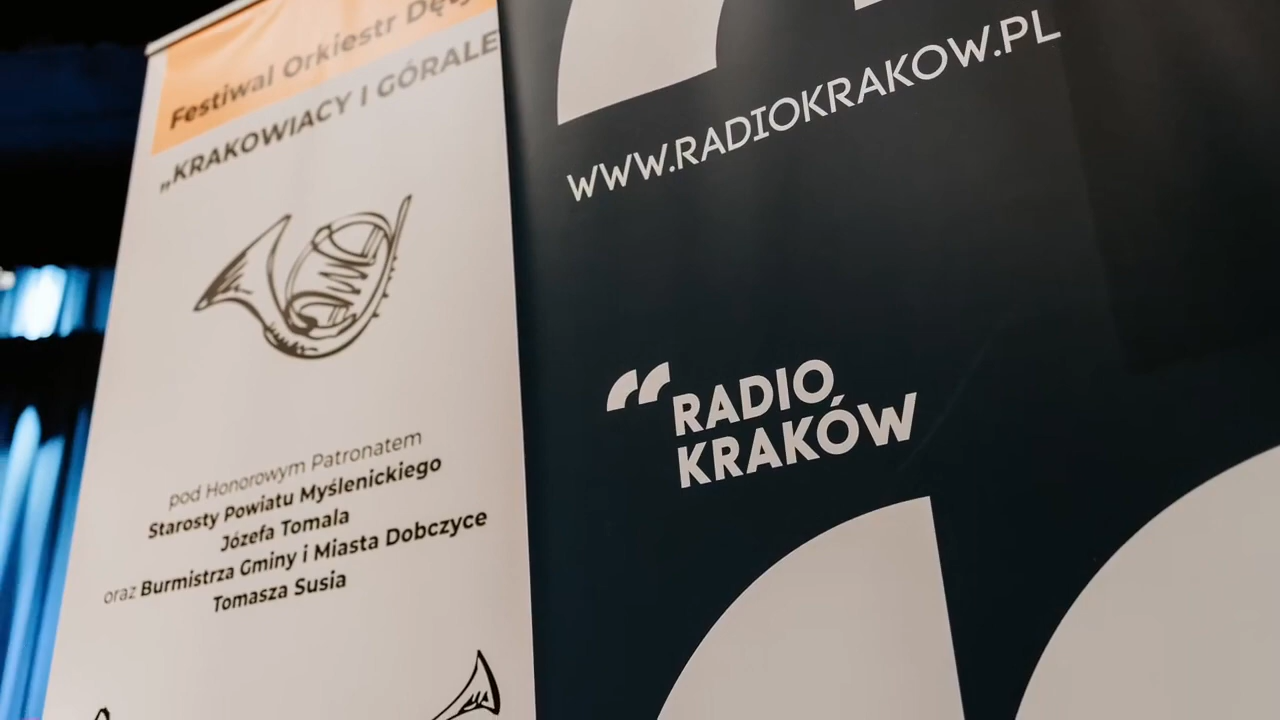 Festiwal Orkiestr
„KRAKOWIACY I GÓRALE
pod Honorowym Patronatem
Starosty Powiatu Myślenickiego
Józefa Tomala
oraz Burmistrza Gminy i Miasta Dobczyce
Tomasza Susia
WWW.RADIOKRAKOW.PL
RADIO
KRAKÓW